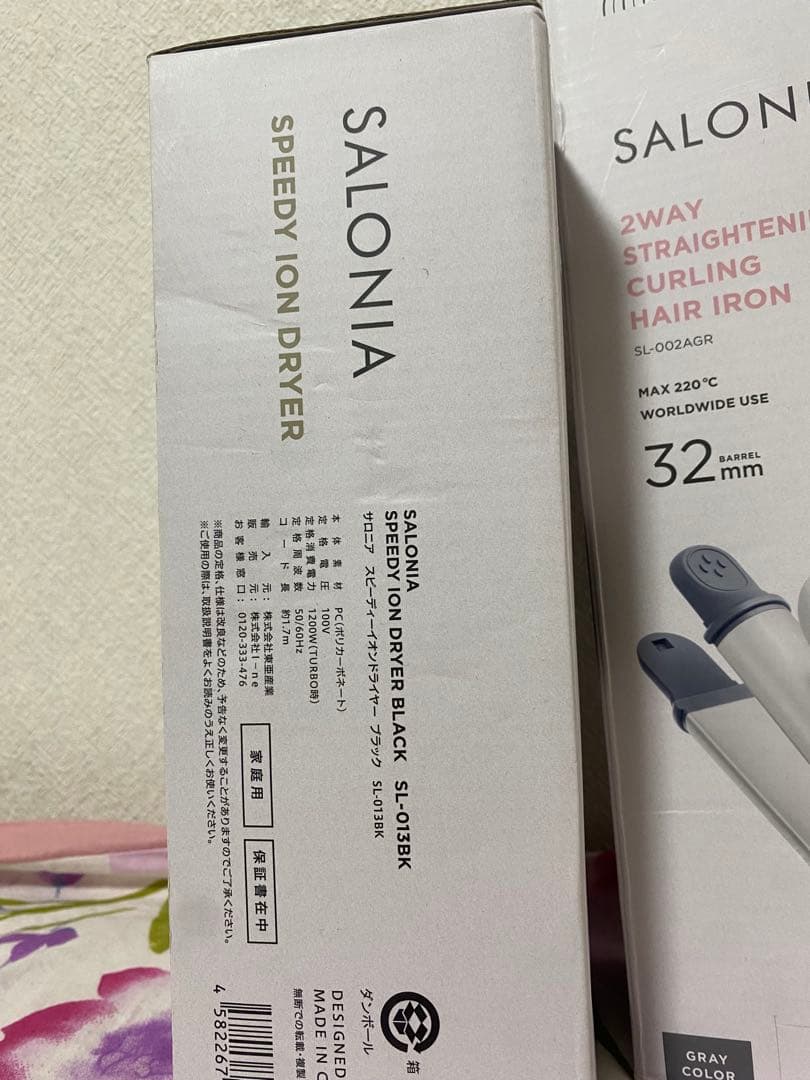 SALONIA
SPEEDY ION DRYER
SALONIA
SPEEDY ION DRYER BLACK SL-013BK
サロニア スピーディーイオンドライヤー ブラック SL-013BK
本体素材 PC(ポリカーボネート)
定格電圧 100V
定格消費電力 1200W(TURBO時)
定格周波数 50/60Hz
コード長 約1.7m
輸入元: 株式会社東亜産業
販売元: 株式会社I-ne
お客様窓口: 0120-333-476
※商品の定格、仕様は改良などのため、予告なく変更することがありますのでご了承ください。
※ご使用の際は、取扱説明書をよくお読みのうえ正しくお使いください。
家庭用
保証書在中
箱
ダンボール
DESIGNED
MADE IN C
無断での転載・複製
4 582267
SALONI
2WAY
STRAIGHTENI
CURLING
HAIR IRON
SL-002AGR
MAX 220°C
WORLDWIDE USE
32 BARREL mm
GRAY
COLOR